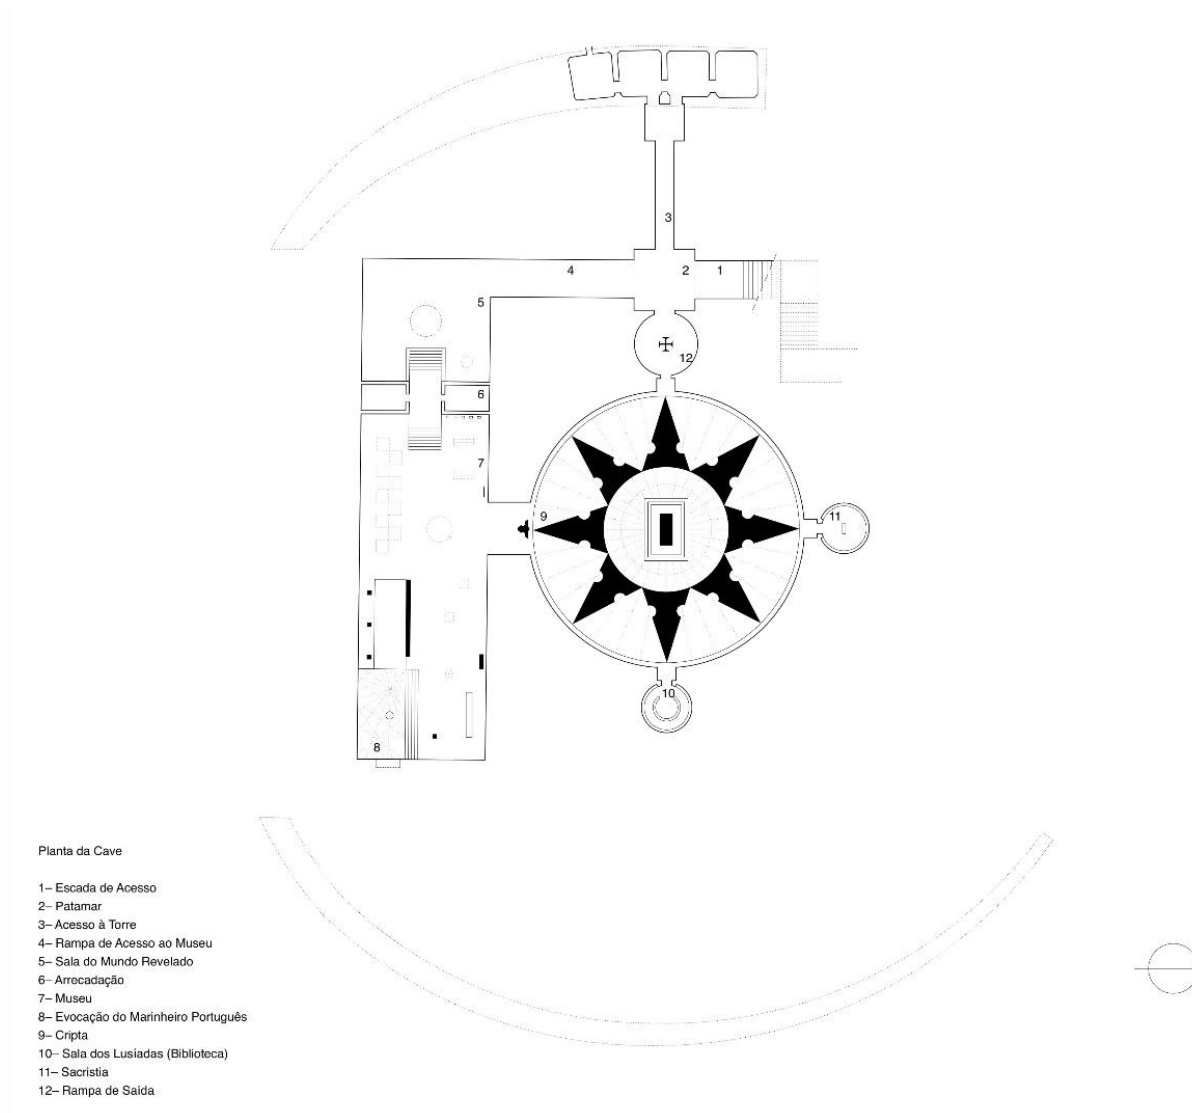 3
4
2
1
5
12
6
7
9
11
10
8
Planta da Cave
1– Escada de Acesso
2– Patamar
3– Acesso à Torre
4– Rampa de Acesso ao Museu
5– Sala do Mundo Revelado
6– Arrecadação
7– Museu
8– Evocação do Marinheiro Português
9– Cripta
10– Sala dos Lusíadas (Biblioteca)
11– Sacristia
12– Rampa de Saída